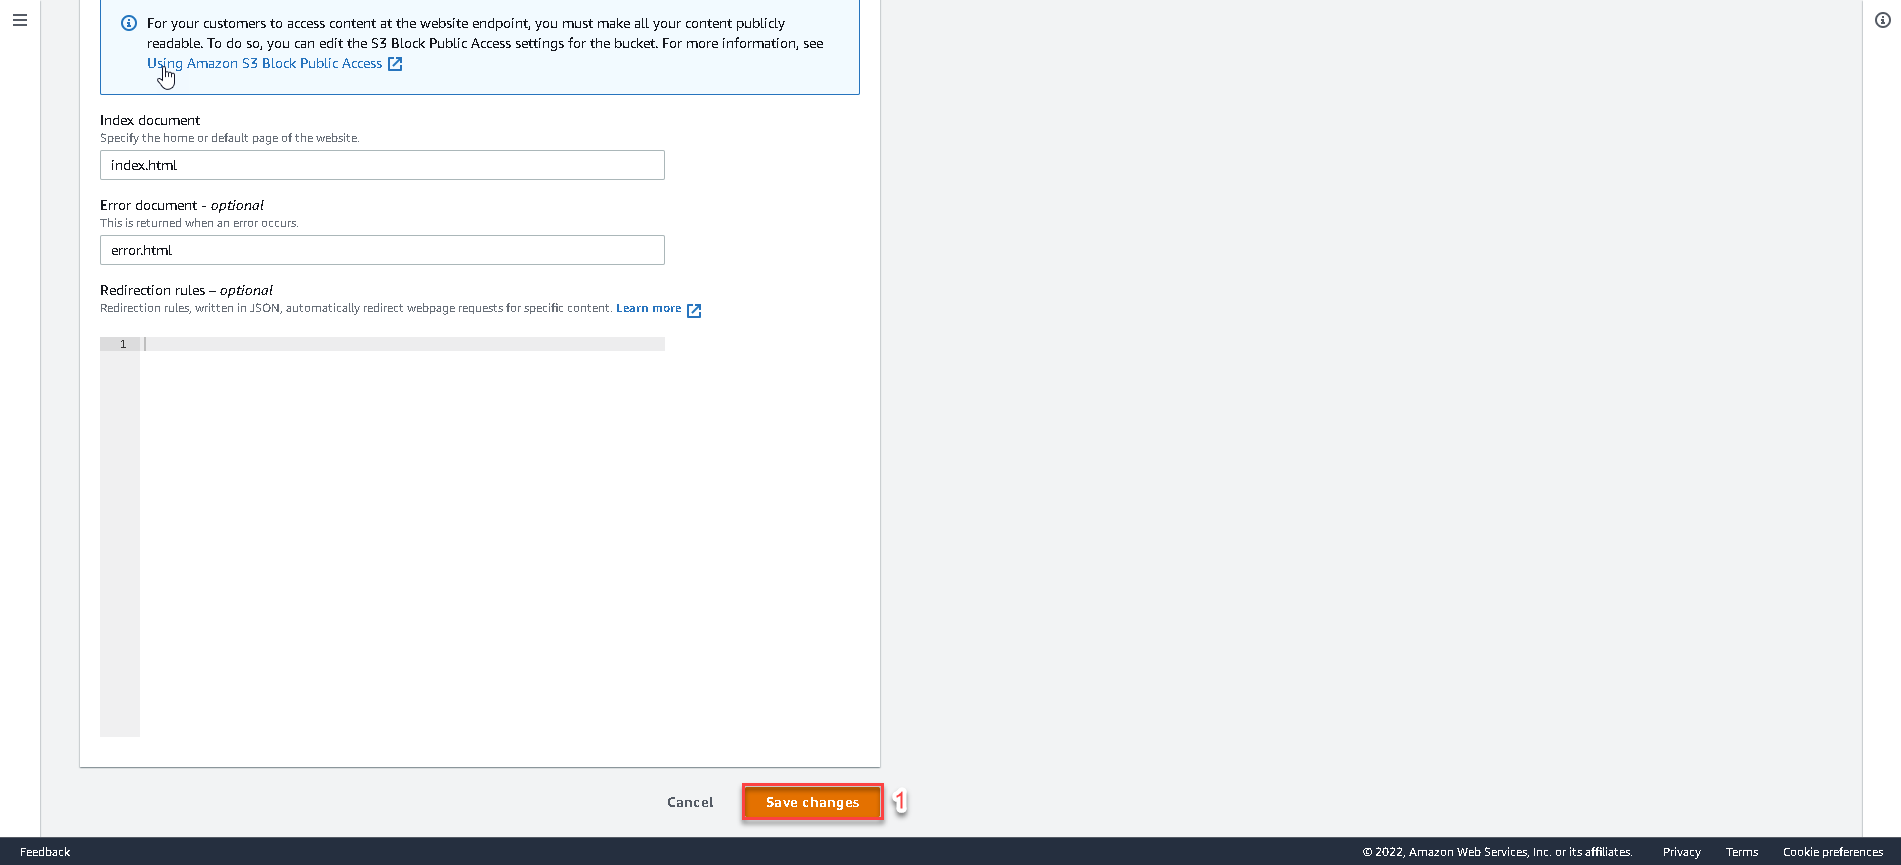 For your customers to access content at the website endpoint, you must make all your content publicly
readable. To do so, you can edit the S3 Block Public Access settings for the bucket. For more information, see
Using Amazon S3 Block Public Access
Index document
Specify the home or default page of the website.
index.html
Error document - optional
This is returned when an error occurs.
error.html
Redirection rules – optional
Redirection rules, written in JSON, automatically redirect webpage requests for specific content. Learn more
1
Cancel
Save changes
1
Feedback
© 2022, Amazon Web Services, Inc. or its affiliates.
Privacy
Terms
Cookie preferences